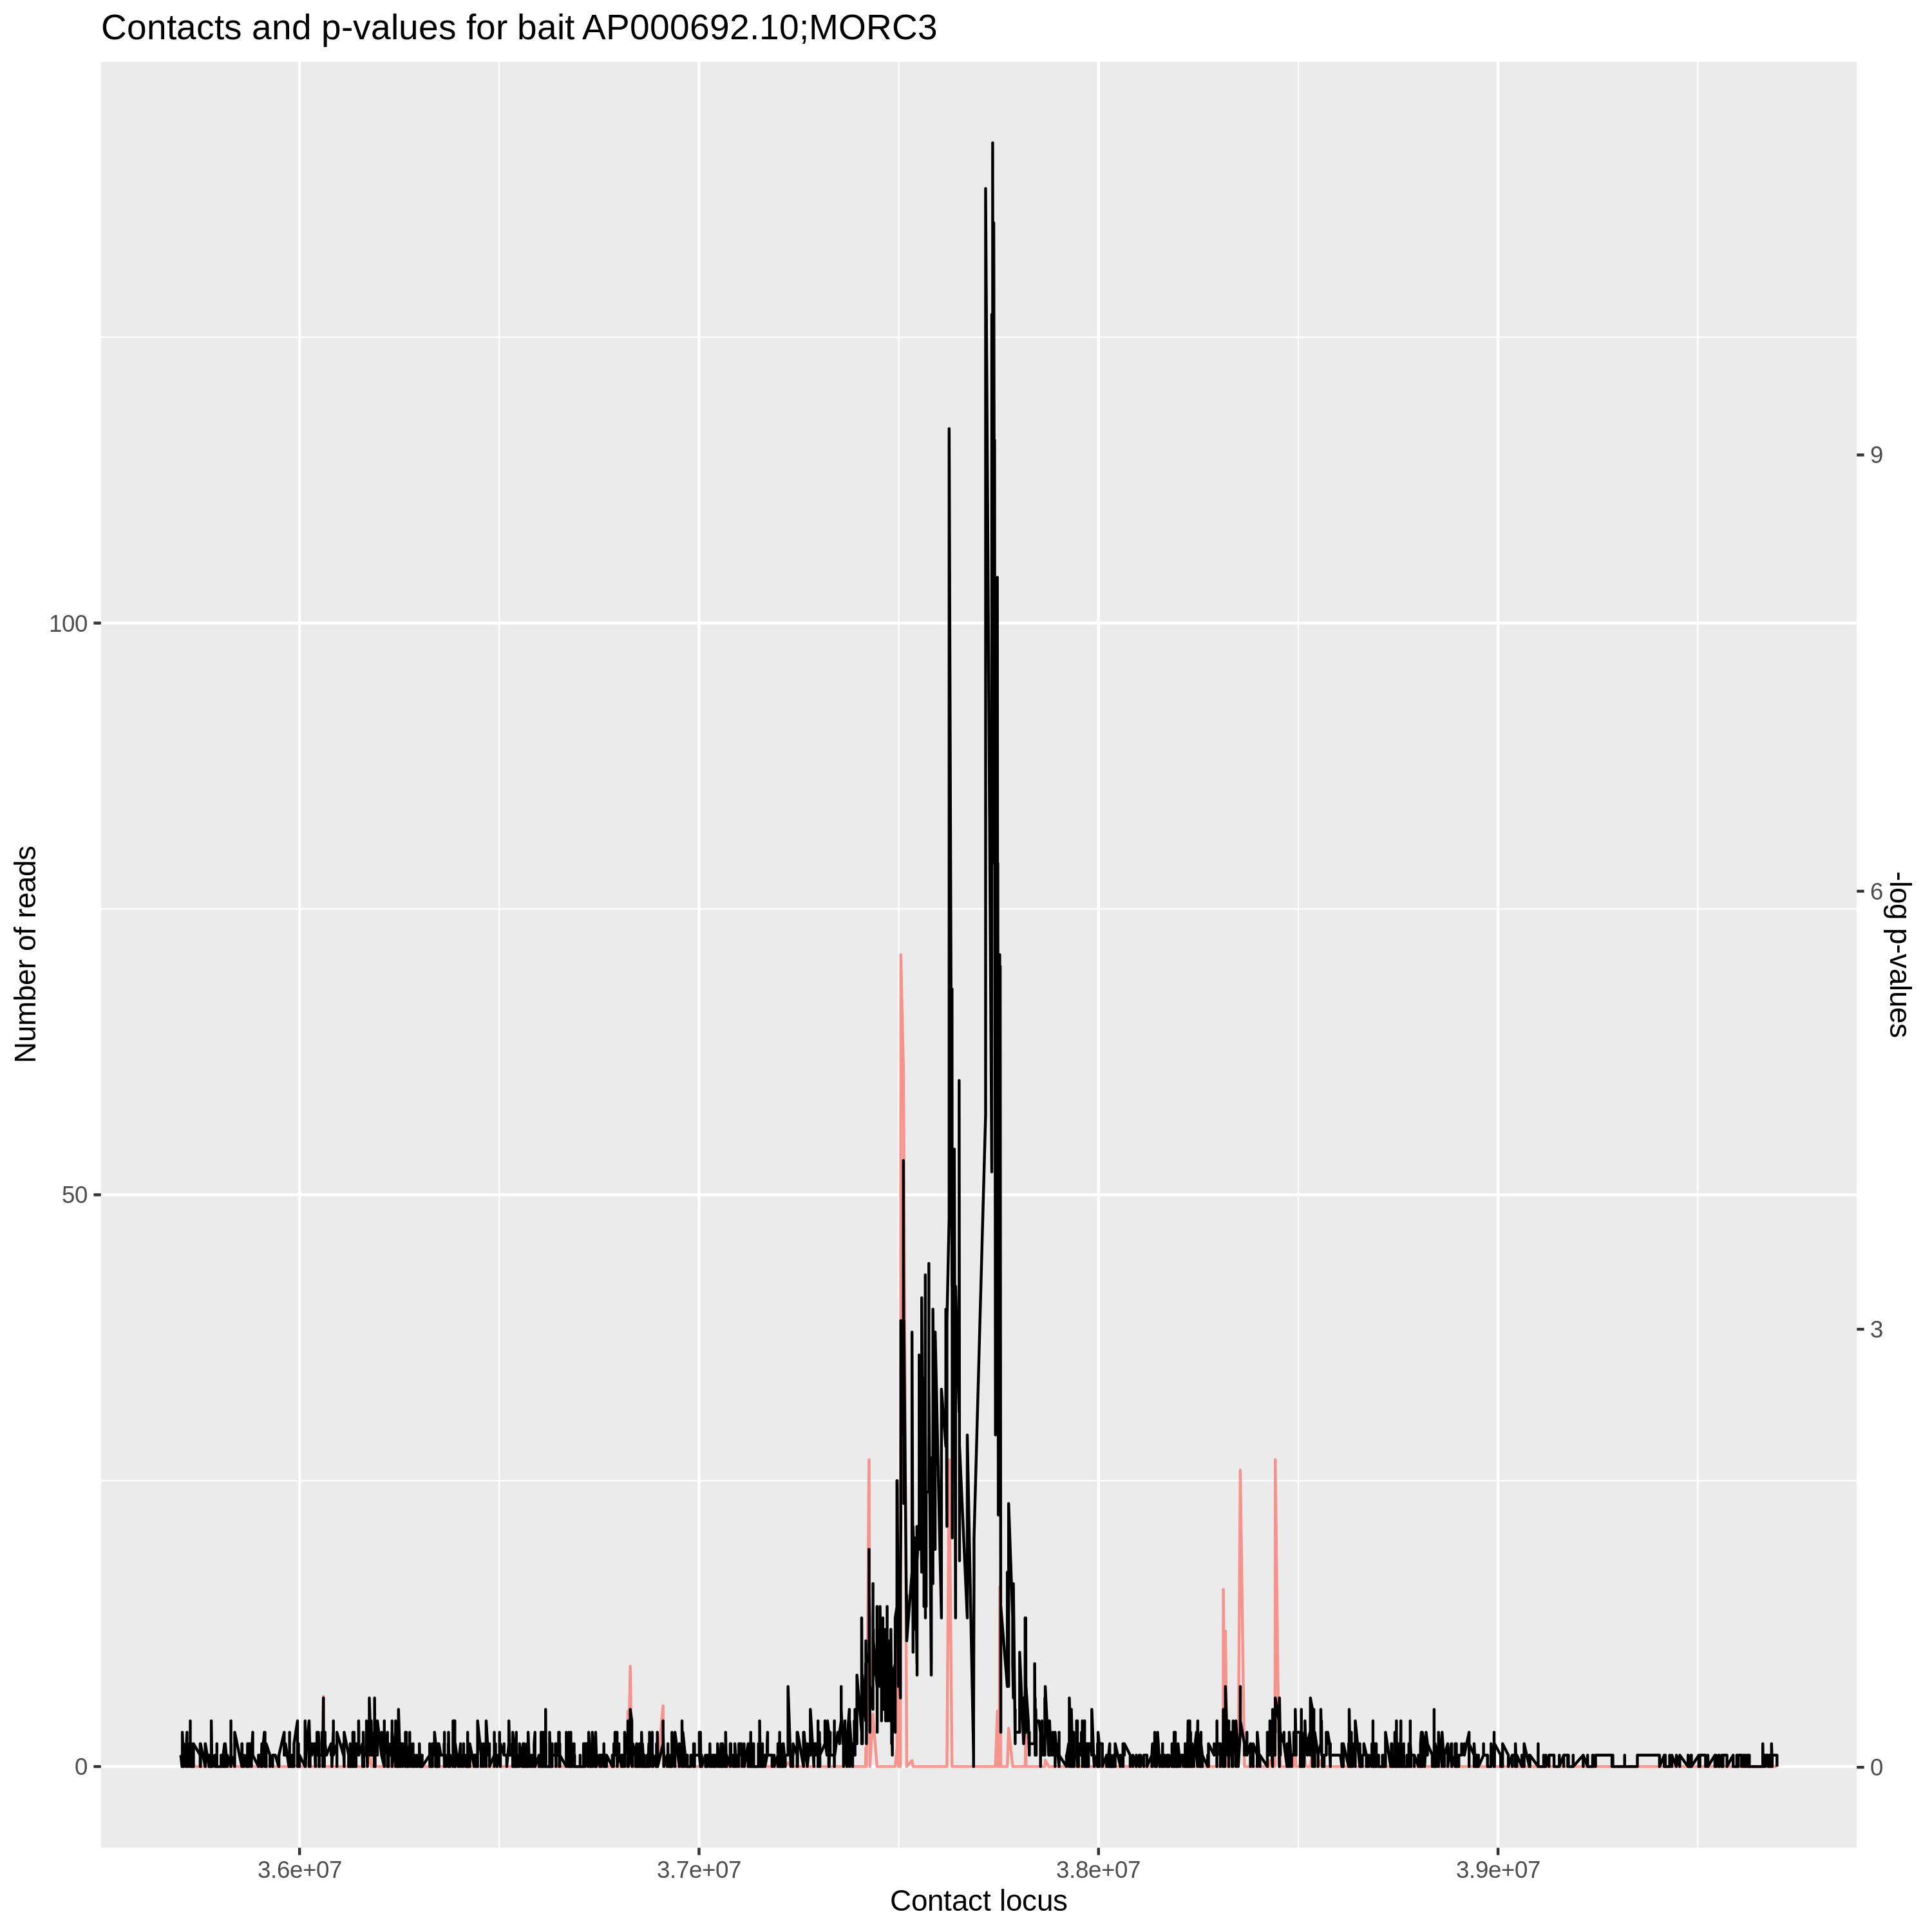 Contacts and p-values for bait AP000692.10;MORC3
Number of reads
100
50
0
9
6
3
0
-log p-values
3.6e+07
3.7e+07
3.8e+07
3.9e+07
Contact locus